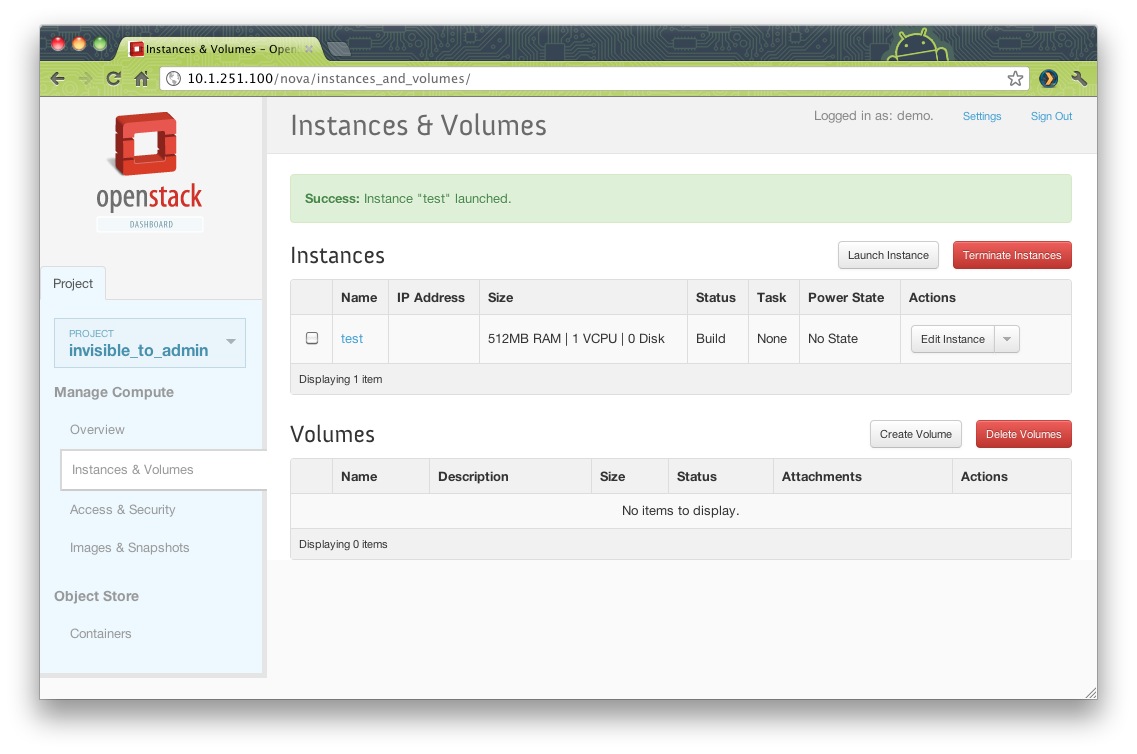 Instances & Volumes – Open
10.1.251.100/nova/instances_and_volumes/
openstack
DASHBOARD
Project
PROJECT
invisible_to_admin
Manage Compute
Overview
Instances & Volumes
Access & Security
Images & Snapshots
Object Store
Containers
Instances & Volumes
Logged in as: demo. Settings Sign Out
Success: Instance "test" launched.
Instances Launch Instance Terminate Instances
Name IP Address Size Status Task Power State Actions
test 512MB RAM | 1 VCPU | 0 Disk Build None No State Edit Instance
Displaying 1 item
Volumes Create Volume Delete Volumes
Name Description Size Status Attachments Actions
No items to display.
Displaying 0 items